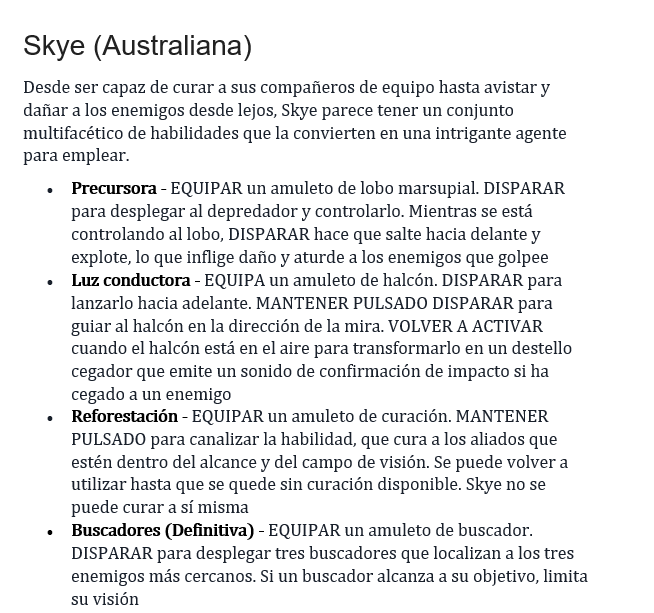 Skye (Australiana)
Desde ser capaz de curar a sus compañeros de equipo hasta avistar y
dañar a los enemigos desde lejos, Skye parece tener un conjunto
multifacético de habilidades que la convierten en una intrigante agente
para emplear.
• Precursora - EQUIPAR un amuleto de lobo marsupial. DISPARAR
para desplegar al depredador y controlarlo. Mientras se está
controlando al lobo, DISPARAR hace que salte hacia delante y
explote, lo que inflige daño y aturde a los enemigos que golpee
• Luz conductora - EQUIPA un amuleto de halcón. DISPARAR para
lanzarlo hacia adelante. MANTENER PULSADO DISPARAR para
guiar al halcón en la dirección de la mira. VOLVER A ACTIVAR
cuando el halcón está en el aire para transformarlo en un destello
cegador que emite un sonido de confirmación de impacto si ha
cegado a un enemigo
• Reforestación - EQUIPAR un amuleto de curación. MANTENER
PULSADO para canalizar la habilidad, que cura a los aliados que
estén dentro del alcance y del campo de visión. Se puede volver a
utilizar hasta que se quede sin curación disponible. Skye no se
puede curar a sí misma
• Buscadores (Definitiva) - EQUIPAR un amuleto de buscador.
DISPARAR para desplegar tres buscadores que localizan a los tres
enemigos más cercanos. Si un buscador alcanza a su objetivo, limita
su visión